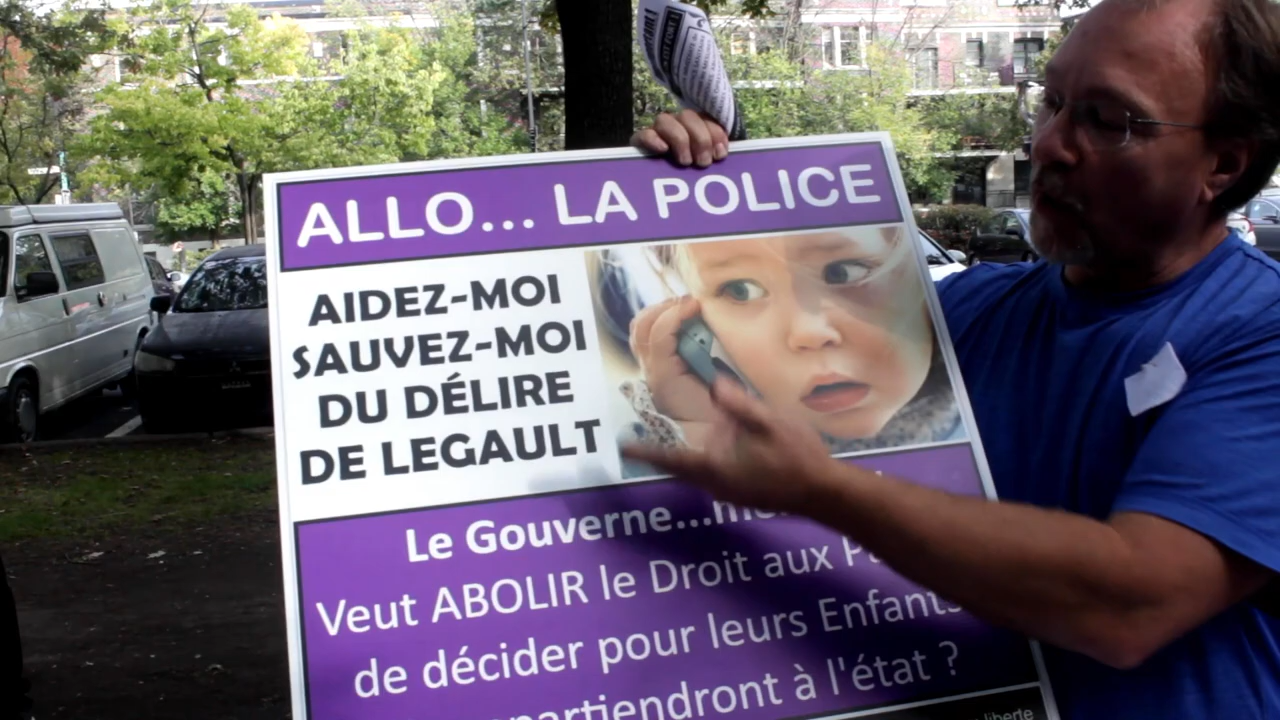 ALLO... LA POLICE
AIDEZ-MOI
SAUVEZ-MOI
DU DÉLIRE
DE LEGAULT
Le Gouverne...
Veut ABOLIR le Droit aux
de décider pour leurs Enfants
à l'état ?
liberte